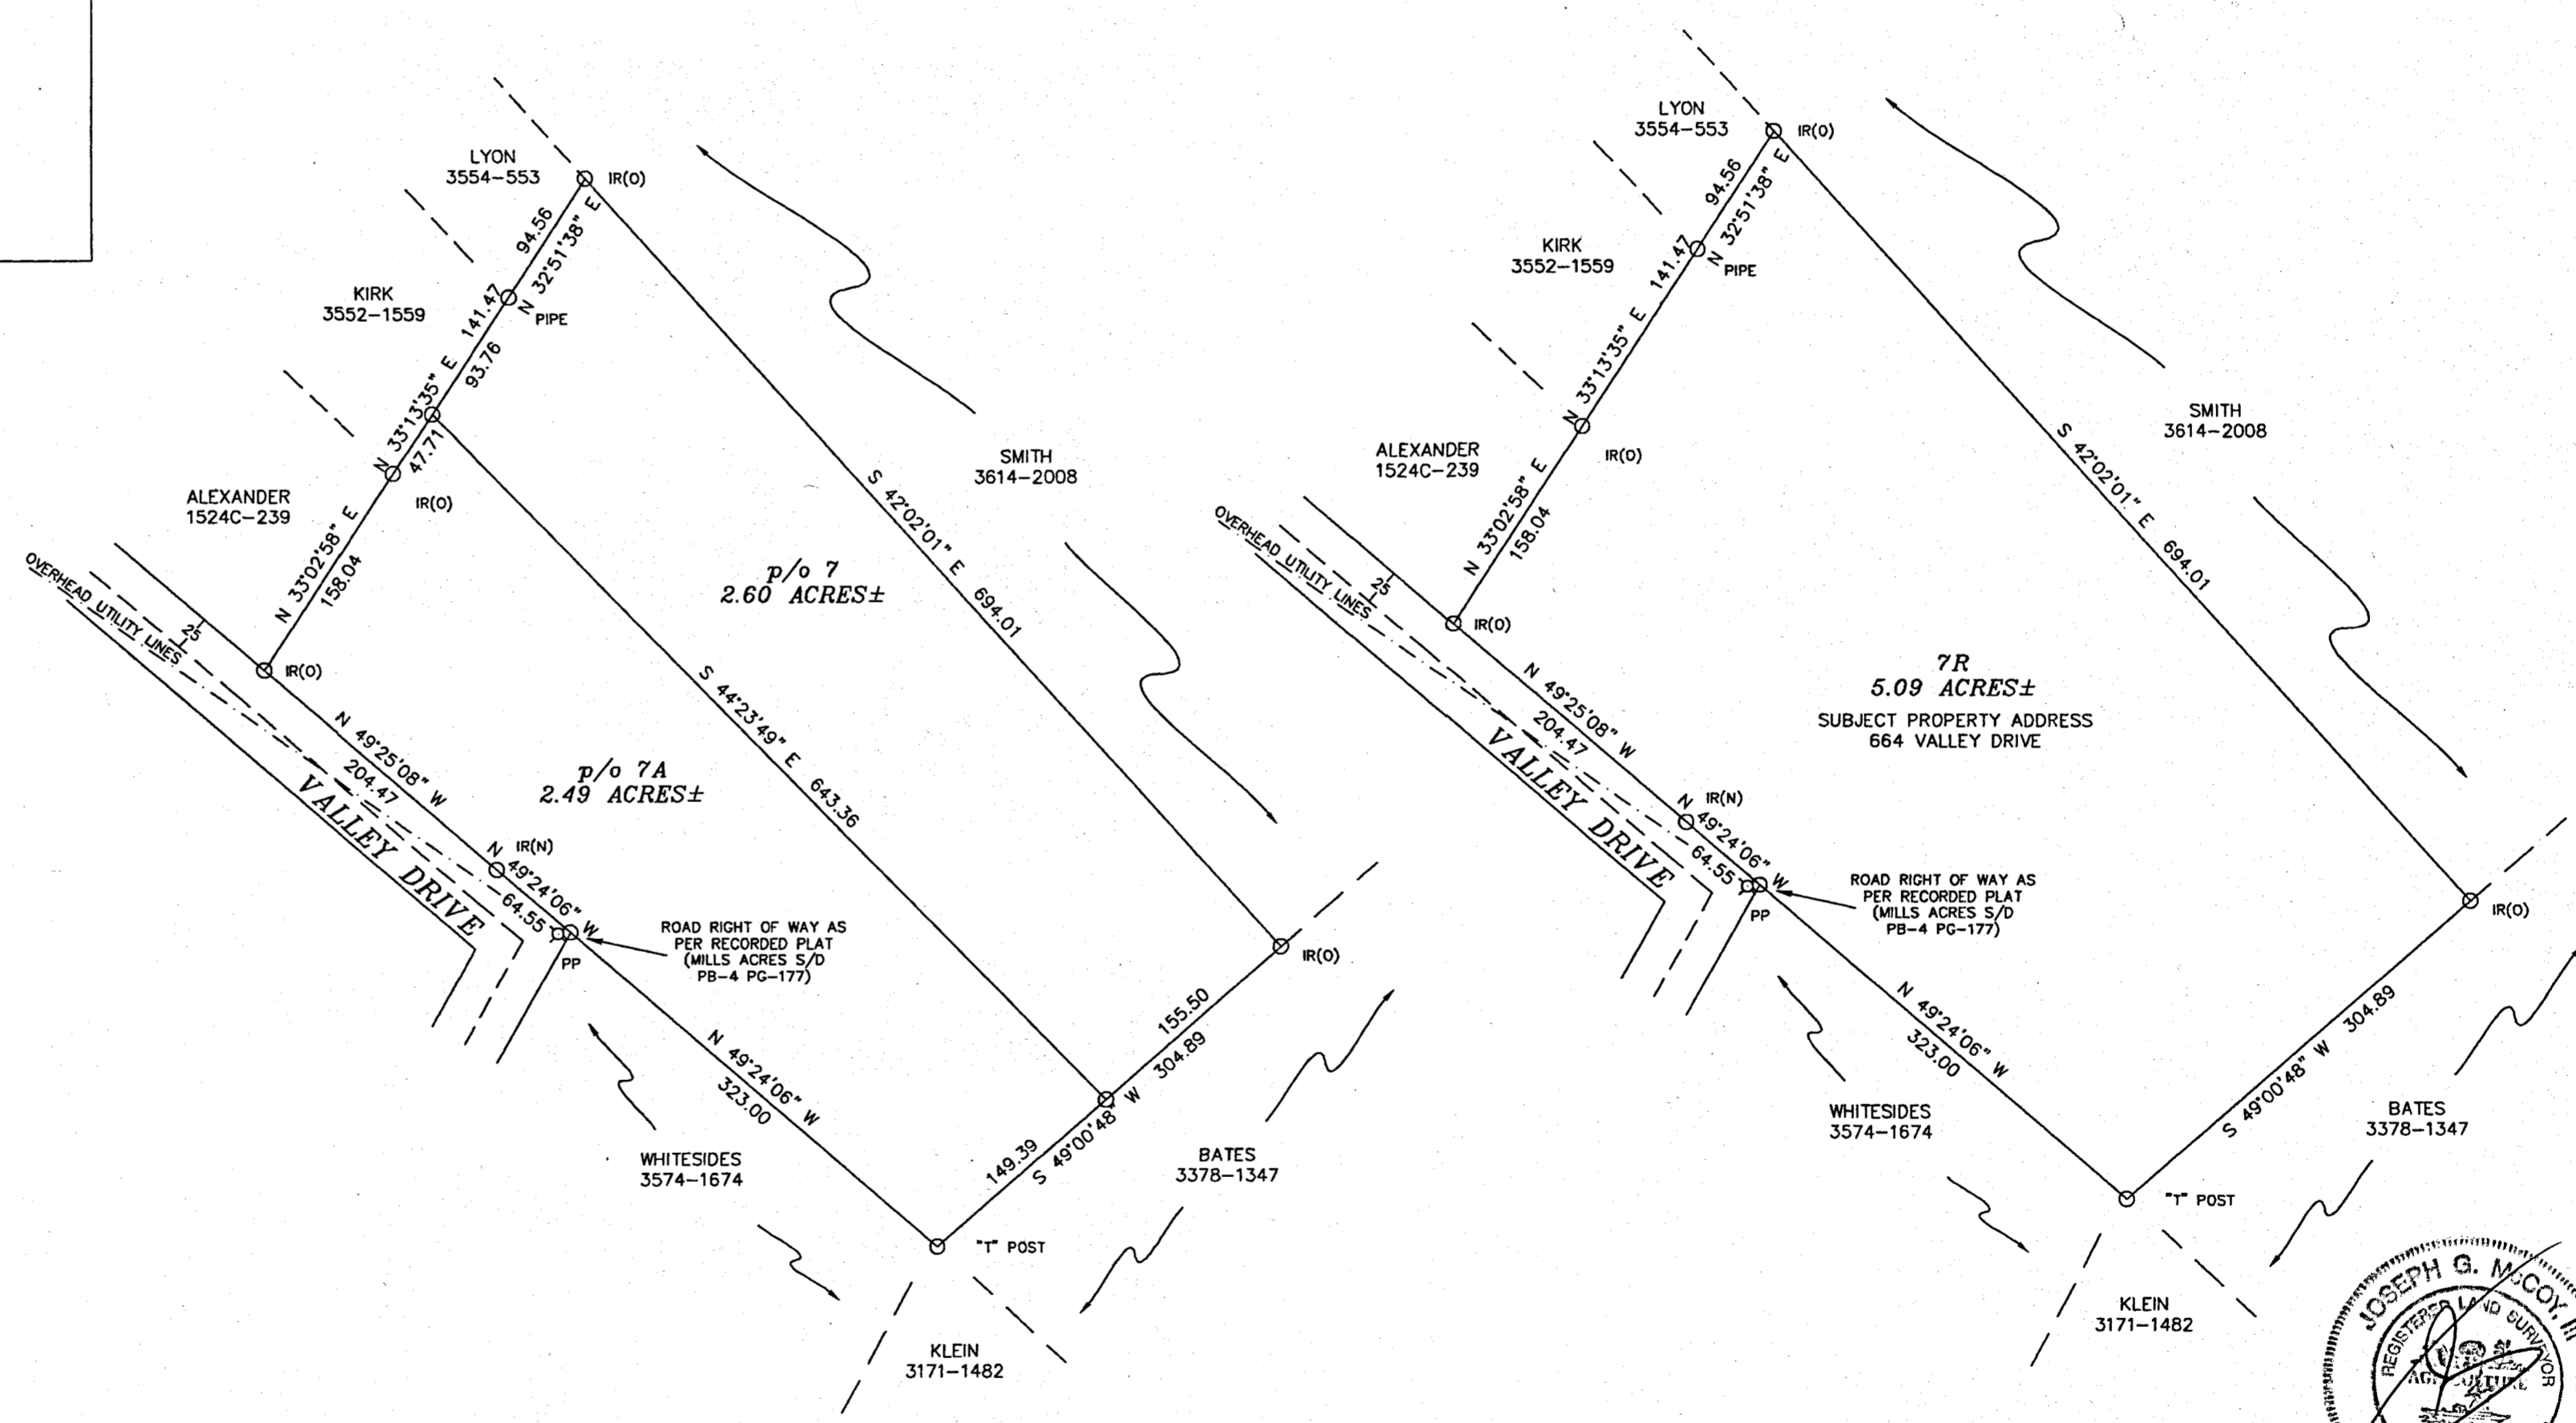 LYON
3554-553
IR(O)
94.56
N 32°51'38" E
KIRK
3552-1559
141.47
PIPE
N 33°13'35" E
93.76
47.71
IR(O)
ALEXANDER
1524C-239
N 33°02'58" E
158.04
OVERHEAD UTILITY LINES
25
IR(O)
SMITH
3614-2008
S 42°02'01" E 694.01
p/o 7
2.60 ACRES±
S 44°23'49" E 643.36
p/o 7A
2.49 ACRES±
N 49°25'08" W
204.47
VALLEY DRIVE
IR(N)
N 49°24'06" W
64.55
PP
ROAD RIGHT OF WAY AS
PER RECORDED PLAT
(MILLS ACRES S/D
PB-4 PG-177)
IR(O)
155.50
304.89
S 49°00'48" W
149.39
N 49°24'06" W
323.00
WHITESIDES
3574-1674
BATES
3378-1347
"T" POST
KLEIN
3171-1482
LYON
3554-553
IR(O)
94.56
N 32°51'38" E
KIRK
3552-1559
141.47
PIPE
N 33°13'35" E
IR(O)
ALEXANDER
1524C-239
N 33°02'58" E
158.04
OVERHEAD UTILITY LINES
25
IR(O)
SMITH
3614-2008
S 42°02'01" E 694.01
7R
5.09 ACRES±
SUBJECT PROPERTY ADDRESS
664 VALLEY DRIVE
N 49°25'08" W
204.47
VALLEY DRIVE
IR(N)
N 49°24'06" W
64.55
PP
ROAD RIGHT OF WAY AS
PER RECORDED PLAT
(MILLS ACRES S/D
PB-4 PG-177)
IR(O)
S 49°00'48" W 304.89
N 49°24'06" W
323.00
WHITESIDES
3574-1674
BATES
3378-1347
"T" POST
KLEIN
3171-1482
JOSEPH G. McCOY, III
REGISTERED LAND SURVEYOR
AGRICULTURE